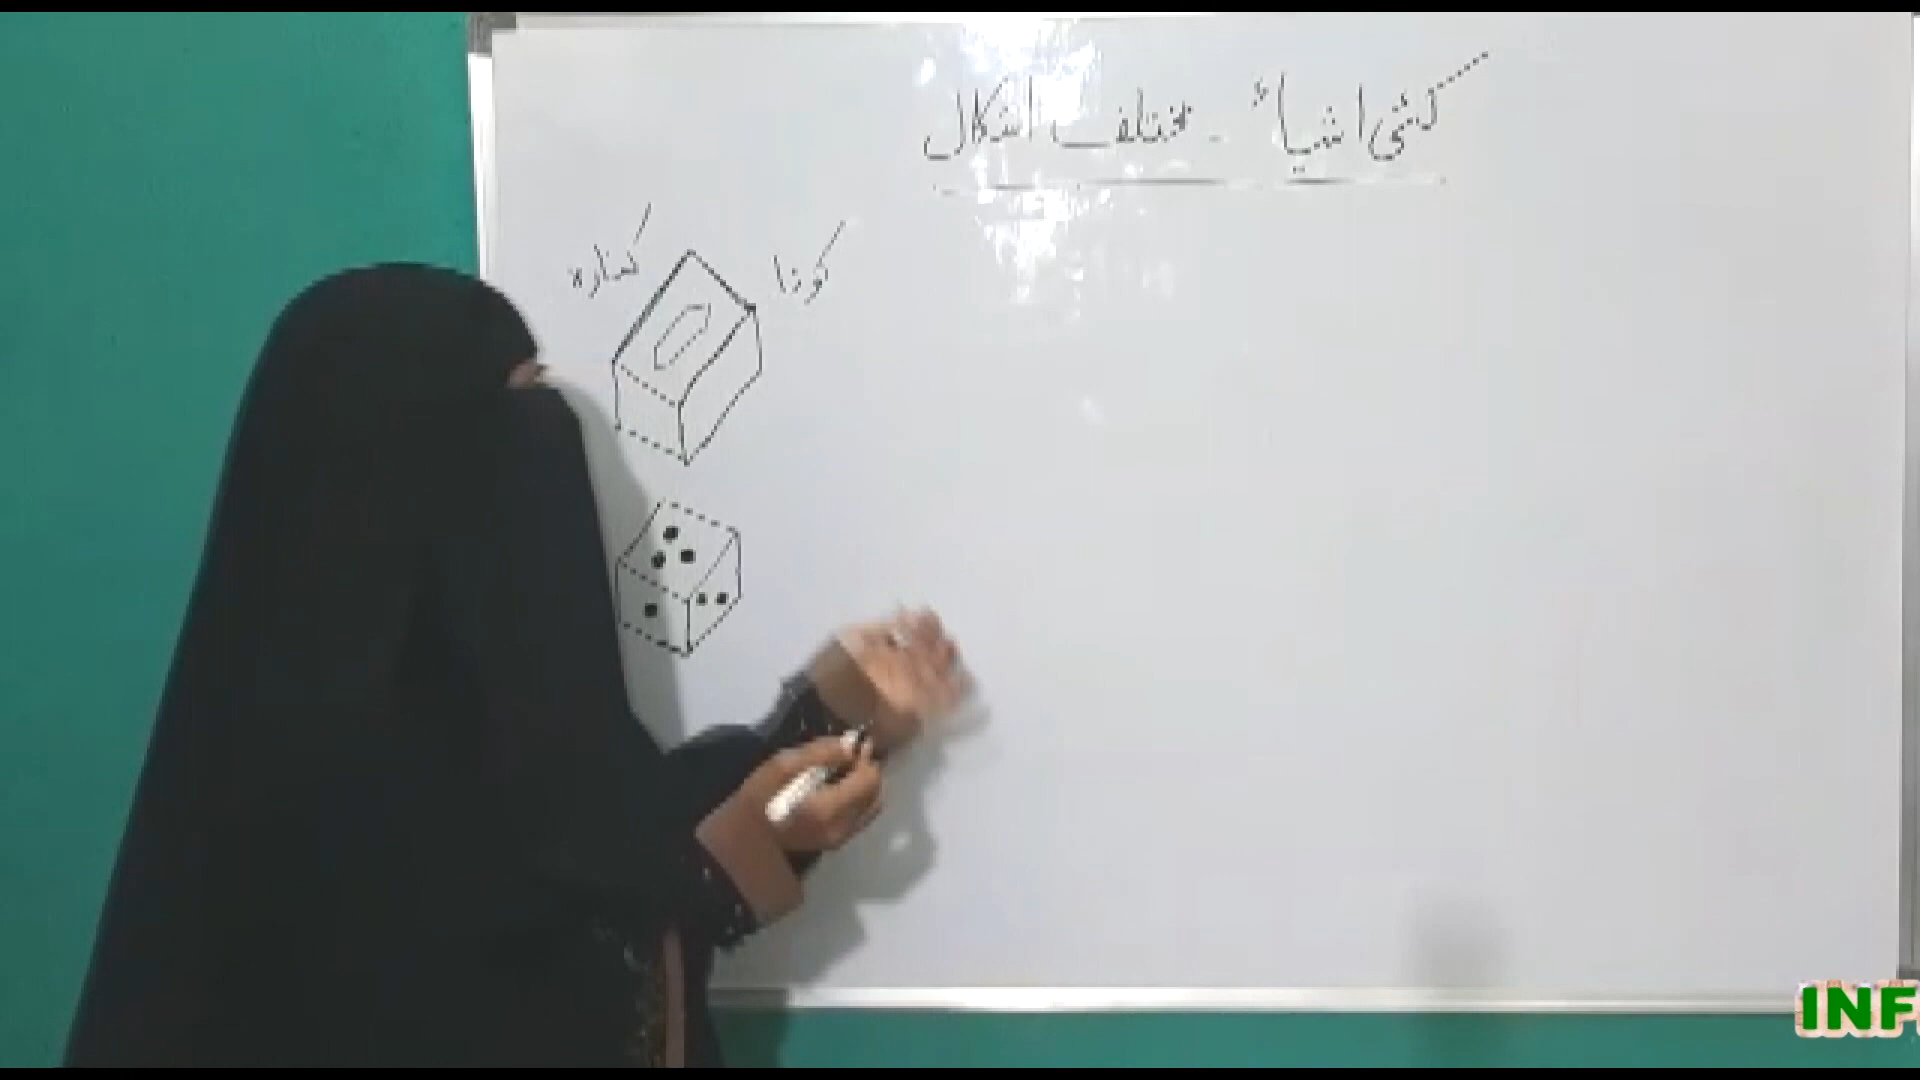 کئی اشیاء - مختلف اشکال
کنارہ
کونا
INF